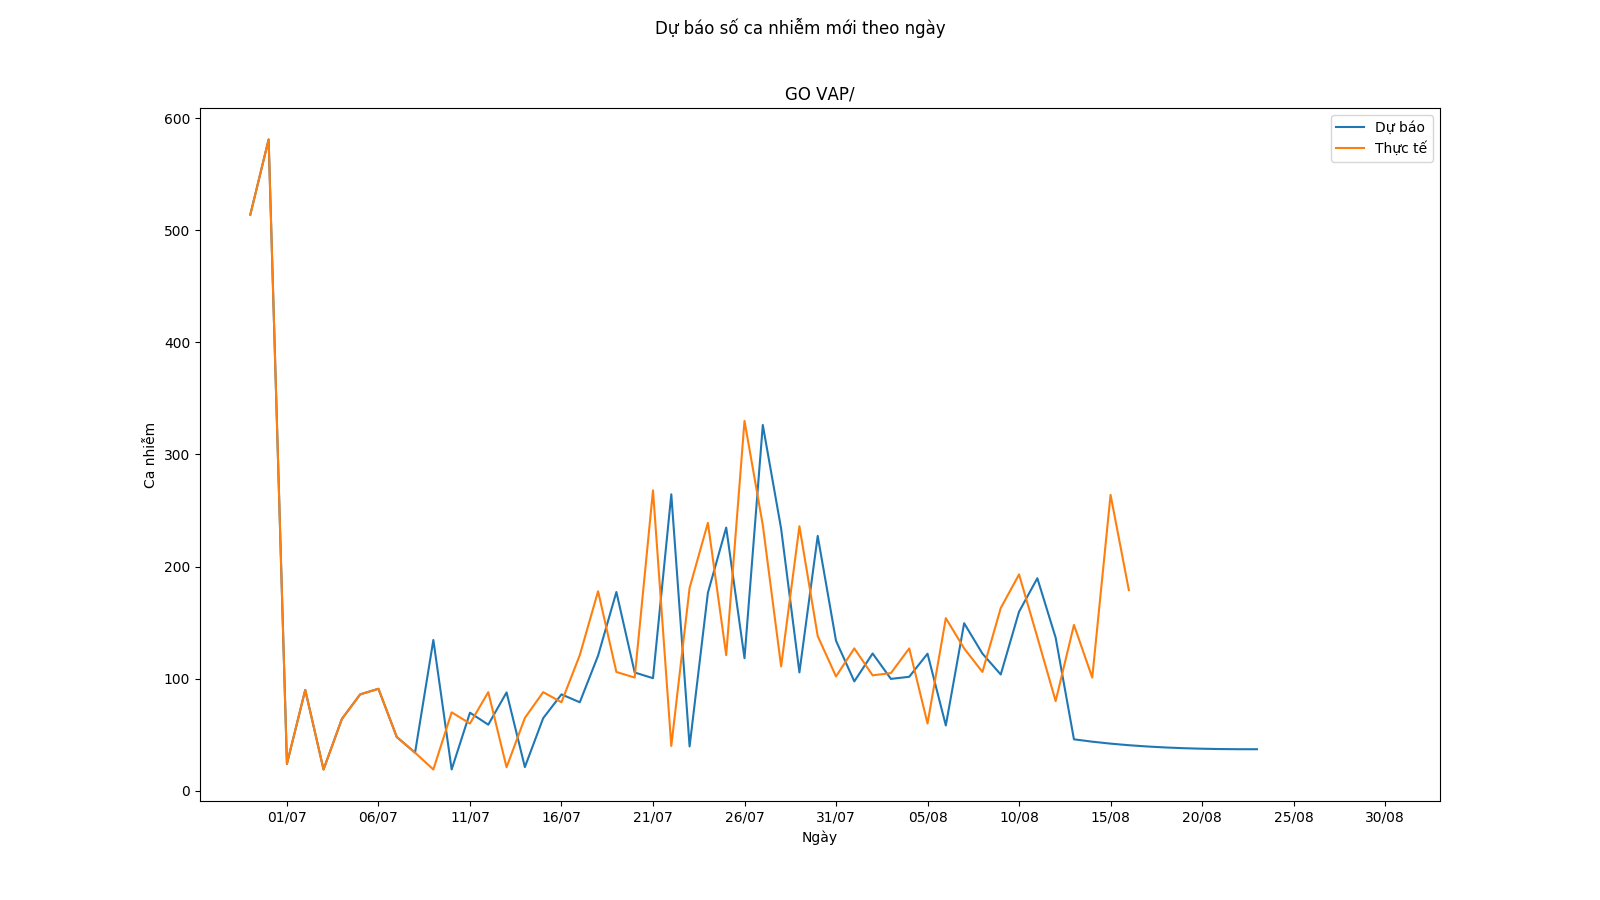 Dự báo số ca nhiễm mới theo ngày
GO VAP/
Dự báo
Thực tế
600
500
400
300
200
100
0
Ca nhiễm
01/07 06/07 11/07 16/07 21/07 26/07 31/07 05/08 10/08 15/08 20/08 25/08 30/08
Ngày